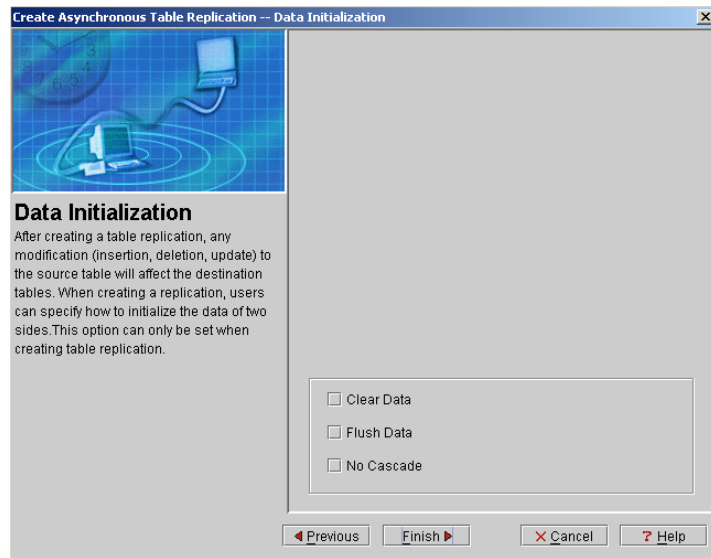 Create Asynchronous Table Replication -- Data Initialization
Data Initialization
After creating a table replication, any
modification (insertion, deletion, update) to
the source table will affect the destination
tables. When creating a replication, users
can specify how to initialize the data of two
sides.This option can only be set when
creating table replication.
Clear Data
Flush Data
No Cascade
Previous Finish Cancel ? Help